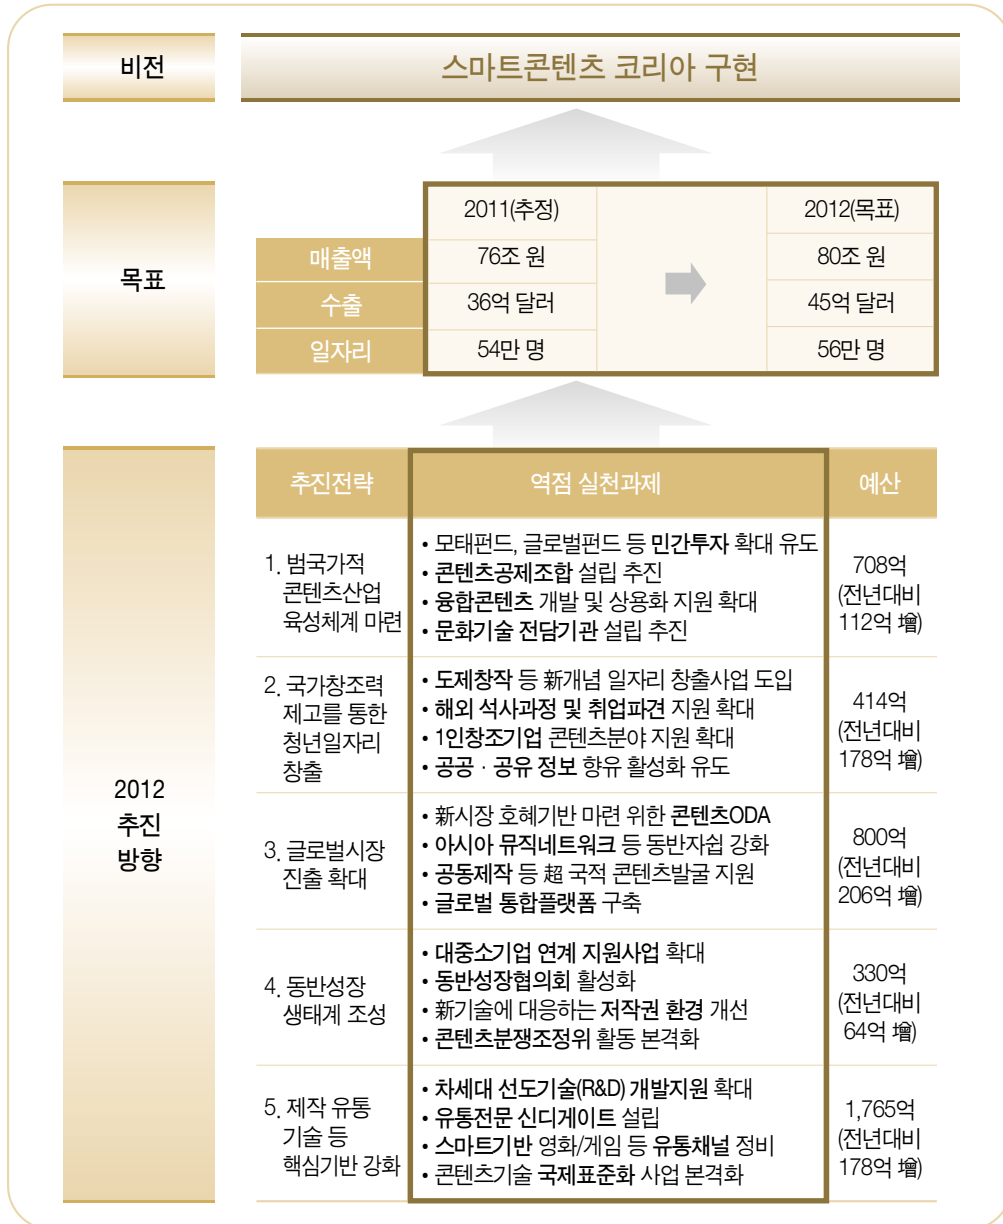 비전
스마트콘텐츠 코리아 구현
목표
2011(추정) 2012(목표)
매출액 76조 원 80조 원
수출 36억 달러 45억 달러
일자리 54만 명 56만 명
2012
추진
방향
추진전략 역점 실천과제 예산
1. 범국가적
콘텐츠산업
육성체계 마련
• 모태펀드, 글로벌펀드 등 민간투자 확대 유도
• 콘텐츠공제조합 설립 추진
• 융합콘텐츠 개발 및 상용화 지원 확대
• 문화기술 전담기관 설립 추진
708억
(전년대비
112억 增)
2. 국가창조력
제고를 통한
청년일자리
창출
• 도제창작 등 新개념 일자리 창출사업 도입
• 해외 석사과정 및 취업파견 지원 확대
• 1인창조기업 콘텐츠분야 지원 확대
• 공공 · 공유 정보 향유 활성화 유도
414억
(전년대비
178억 增)
3. 글로벌시장
진출 확대
• 新시장 호혜기반 마련 위한 콘텐츠ODA
• 아시아 뮤직네트워크 등 동반자쉽 강화
• 공동제작 등 超 국적 콘텐츠발굴 지원
• 글로벌 통합플랫폼 구축
800억
(전년대비
206억 增)
4. 동반성장
생태계 조성
• 대중소기업 연계 지원사업 확대
• 동반성장협의회 활성화
• 新기술에 대응하는 저작권 환경 개선
• 콘텐츠분쟁조정위 활동 본격화
330억
(전년대비
64억 增)
5. 제작 유통
기술 등
핵심기반 강화
• 차세대 선도기술(R&D) 개발지원 확대
• 유통전문 신디게이트 설립
• 스마트기반 영화/게임 등 유통채널 정비
• 콘텐츠기술 국제표준화 사업 본격화
1,765억
(전년대비
178억 增)